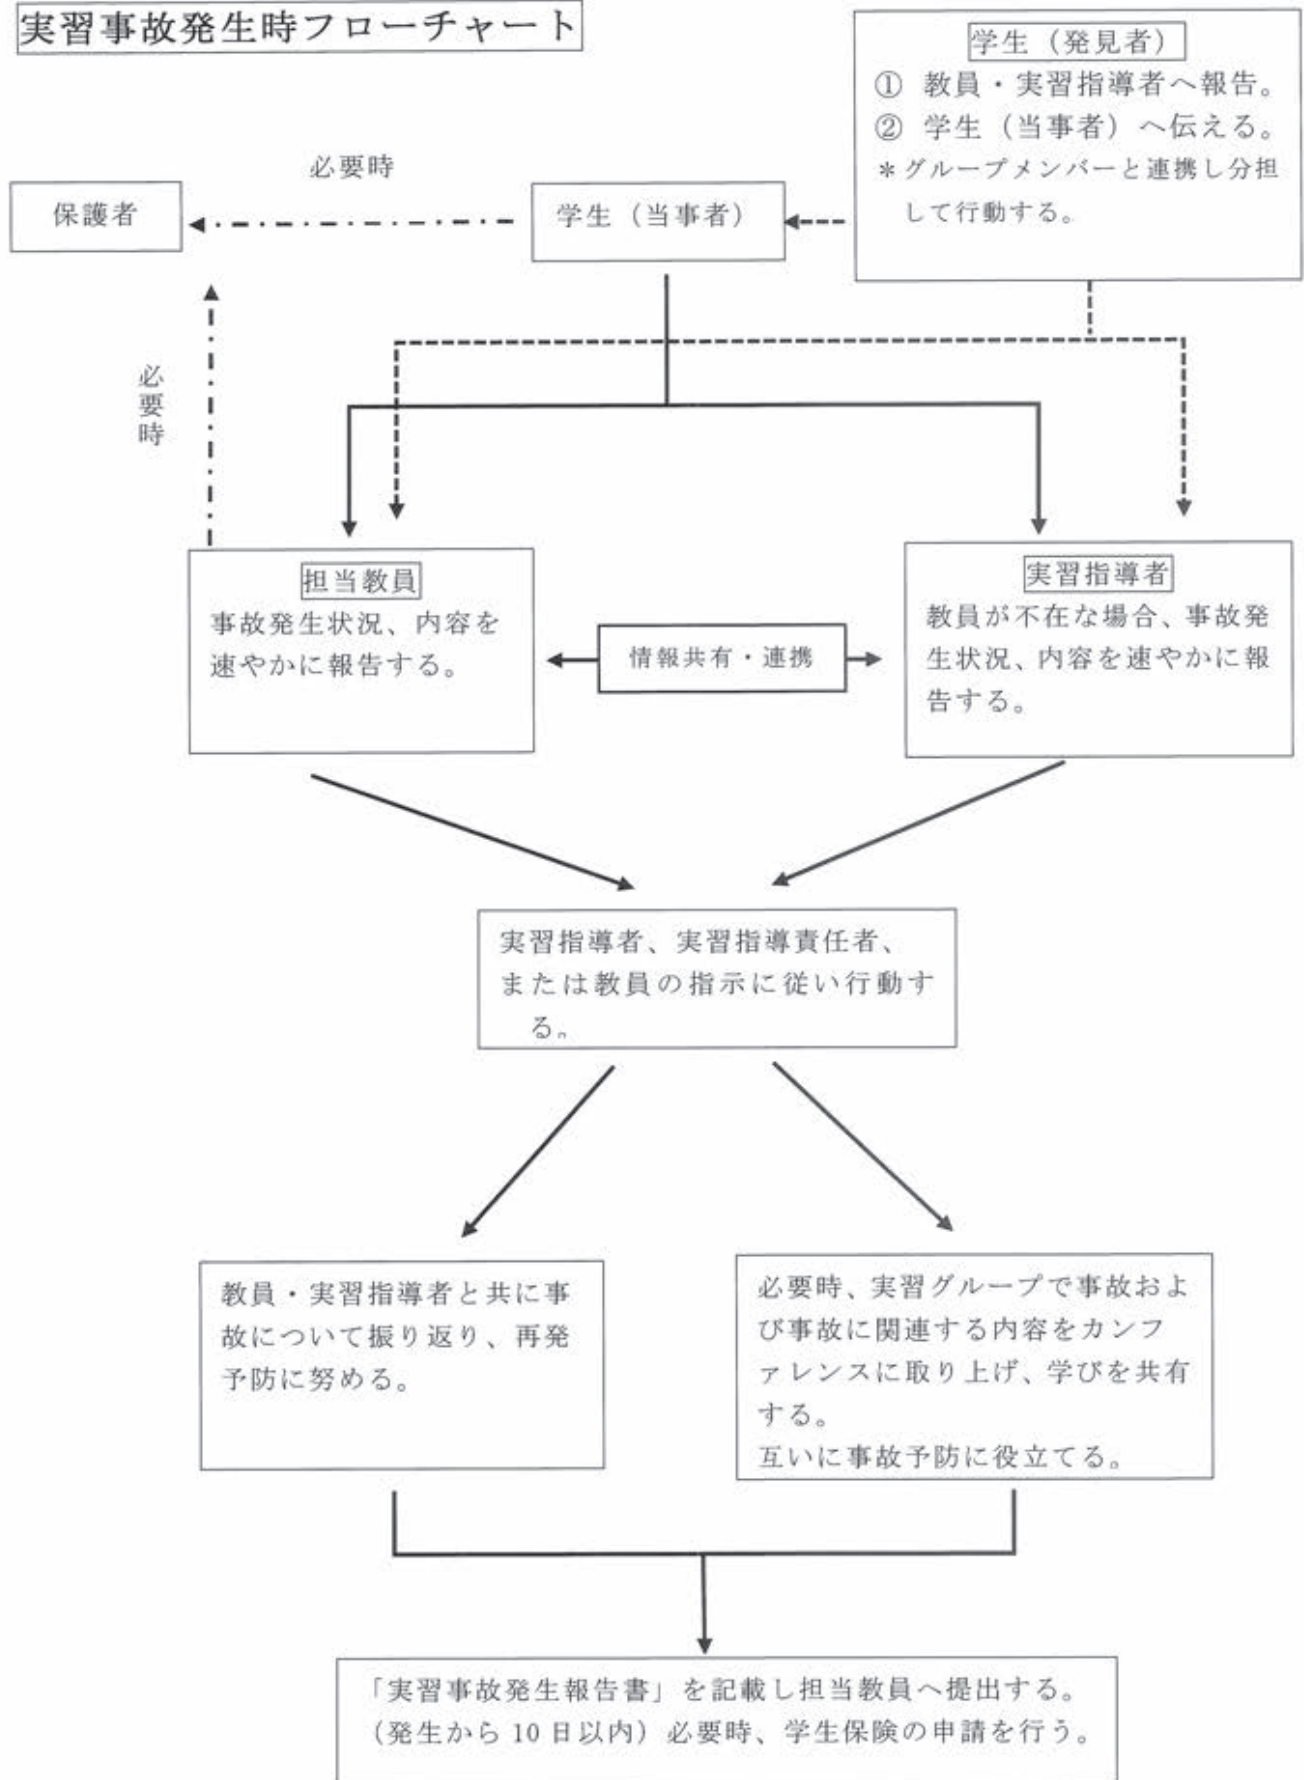 実習事故発生時フローチャート
学生（発見者）
① 教員・実習指導者へ報告。
② 学生（当事者）へ伝える。
＊グループメンバーと連携し分担
して行動する。
必要時
保護者
学生（当事者）
必要時
担当教員
事故発生状況、内容を
速やかに報告する。
情報共有・連携
実習指導者
教員が不在な場合、事故発
生状況、内容を速やかに報
告する。
実習指導者、実習指導責任者、
または教員の指示に従い行動す
る。
教員・実習指導者と共に事
故について振り返り、再発
予防に努める。
必要時、実習グループで事故およ
び事故に関連する内容をカンフ
ァレンスに取り上げ、学びを共有
する。
互いに事故予防に役立てる。
「実習事故発生報告書」を記載し担当教員へ提出する。
（発生から 10 日以内）必要時、学生保険の申請を行う。